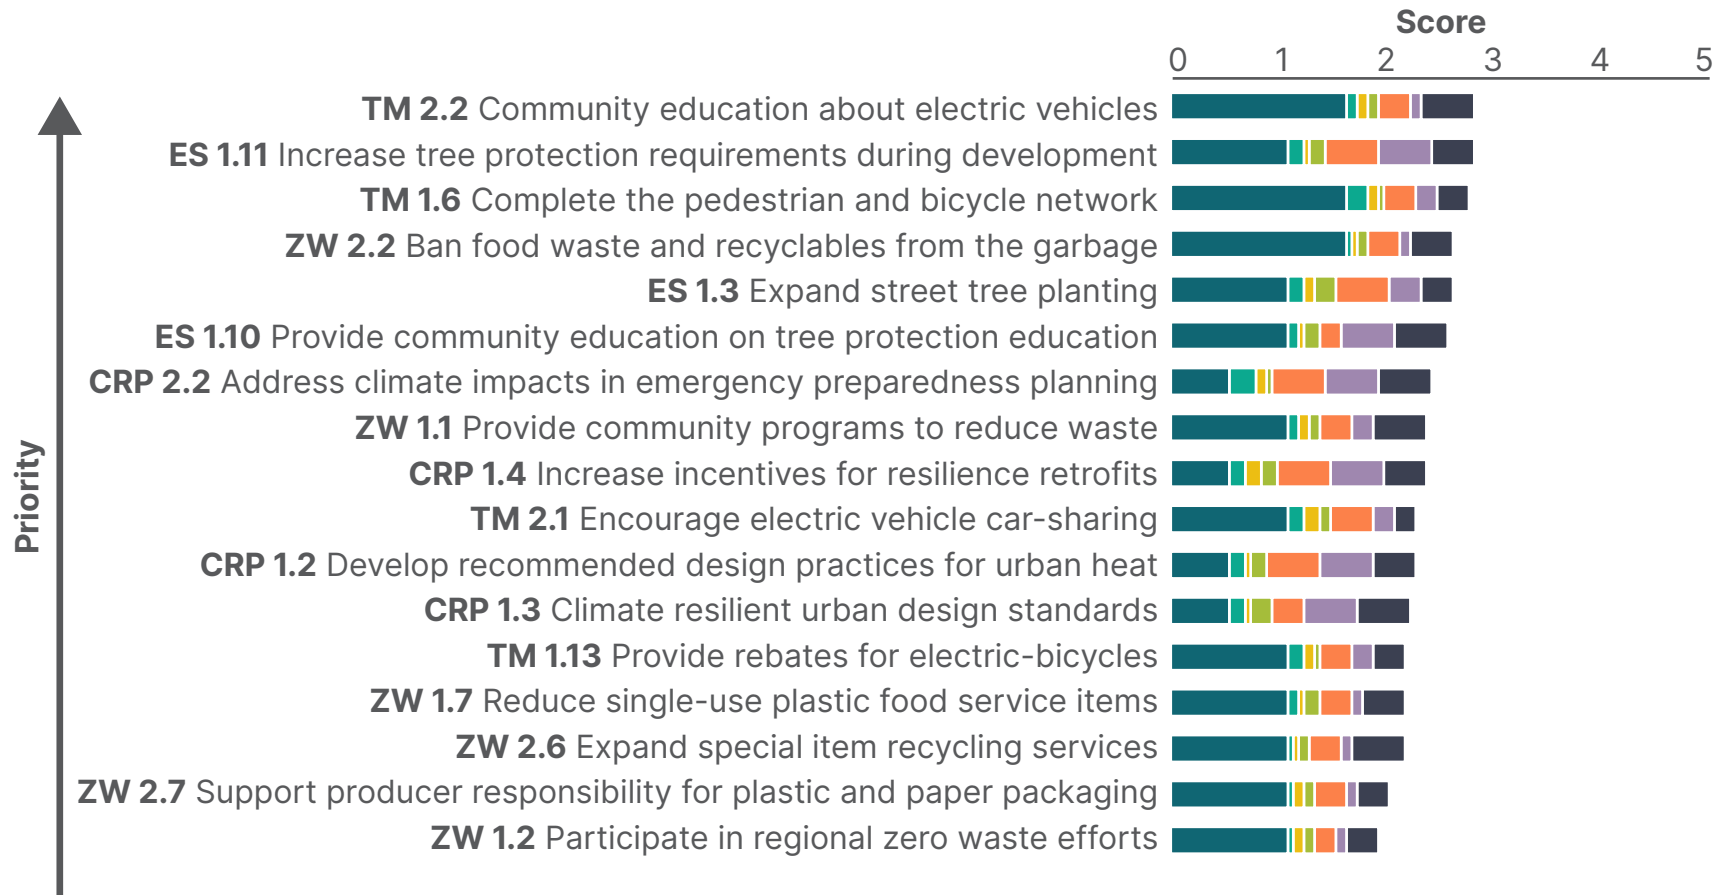 Score
0 1 2 3 4 5
TM 2.2 Community education about electric vehicles
ES 1.11 Increase tree protection requirements during development
TM 1.6 Complete the pedestrian and bicycle network
ZW 2.2 Ban food waste and recyclables from the garbage
ES 1.3 Expand street tree planting
ES 1.10 Provide community education on tree protection education
CRP 2.2 Address climate impacts in emergency preparedness planning
ZW 1.1 Provide community programs to reduce waste
CRP 1.4 Increase incentives for resilience retrofits
TM 2.1 Encourage electric vehicle car-sharing
CRP 1.2 Develop recommended design practices for urban heat
CRP 1.3 Climate resilient urban design standards
TM 1.13 Provide rebates for electric-bicycles
ZW 1.7 Reduce single-use plastic food service items
ZW 2.6 Expand special item recycling services
ZW 2.7 Support producer responsibility for plastic and paper packaging
ZW 1.2 Participate in regional zero waste efforts
Priority